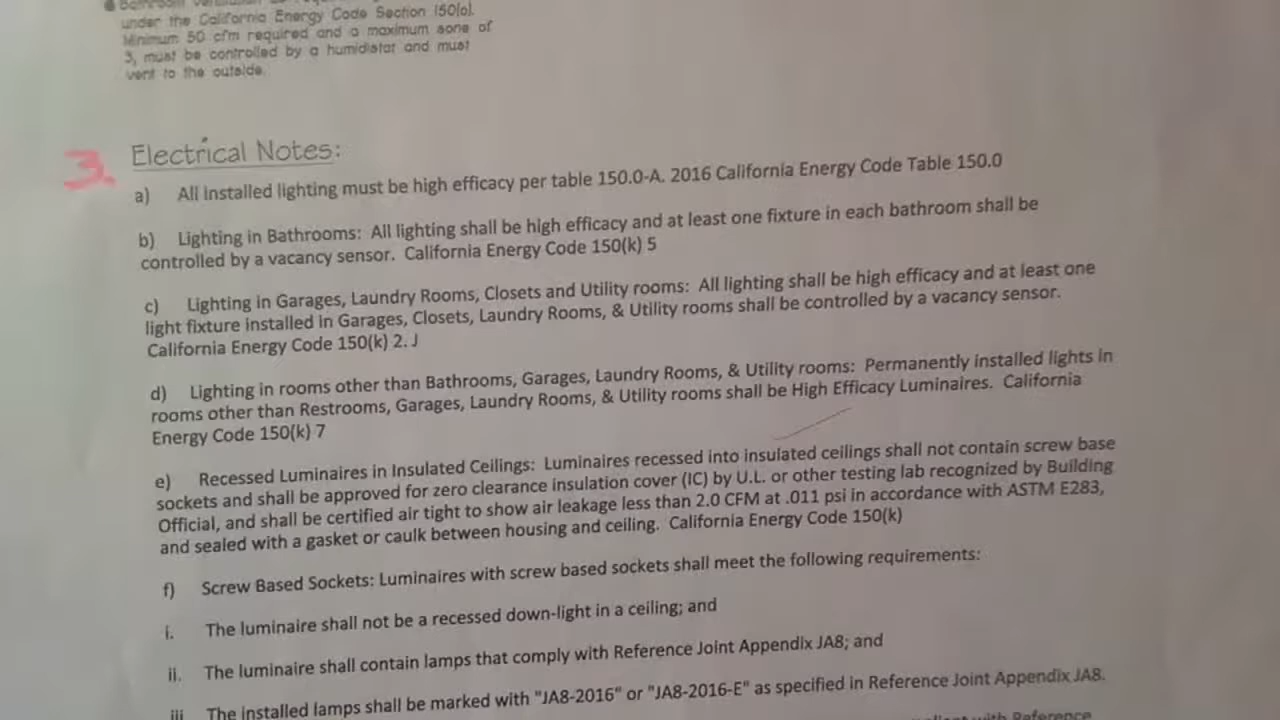 under the California Energy Code Section 150(o).
Minimum 50 cfm required and a maximum sone of
3, must be controlled by a humidistat and must
vent to the outside.
3. Electrical Notes:
a) All installed lighting must be high efficacy per table 150.0-A. 2016 California Energy Code Table 150.0
b) Lighting in Bathrooms: All lighting shall be high efficacy and at least one fixture in each bathroom shall be
controlled by a vacancy sensor. California Energy Code 150(k) 5
c) Lighting in Garages, Laundry Rooms, Closets and Utility rooms: All lighting shall be high efficacy and at least one
light fixture installed in Garages, Closets, Laundry Rooms, & Utility rooms shall be controlled by a vacancy sensor.
California Energy Code 150(k) 2. J
d) Lighting in rooms other than Bathrooms, Garages, Laundry Rooms, & Utility rooms: Permanently installed lights in
rooms other than Restrooms, Garages, Laundry Rooms, & Utility rooms shall be High Efficacy Luminaires. California
Energy Code 150(k) 7
e) Recessed Luminaires in Insulated Ceilings: Luminaires recessed into insulated ceilings shall not contain screw base
sockets and shall be approved for zero clearance insulation cover (IC) by U.L. or other testing lab recognized by Building
Official, and shall be certified air tight to show air leakage less than 2.0 CFM at .011 psi in accordance with ASTM E283,
and sealed with a gasket or caulk between housing and ceiling. California Energy Code 150(k)
f) Screw Based Sockets: Luminaires with screw based sockets shall meet the following requirements:
i. The luminaire shall not be a recessed down-light in a ceiling; and
ii. The luminaire shall contain lamps that comply with Reference Joint Appendix JA8; and
iii The installed lamps shall be marked with "JA8-2016" or "JA8-2016-E" as specified in Reference Joint Appendix JA8.
with Reference